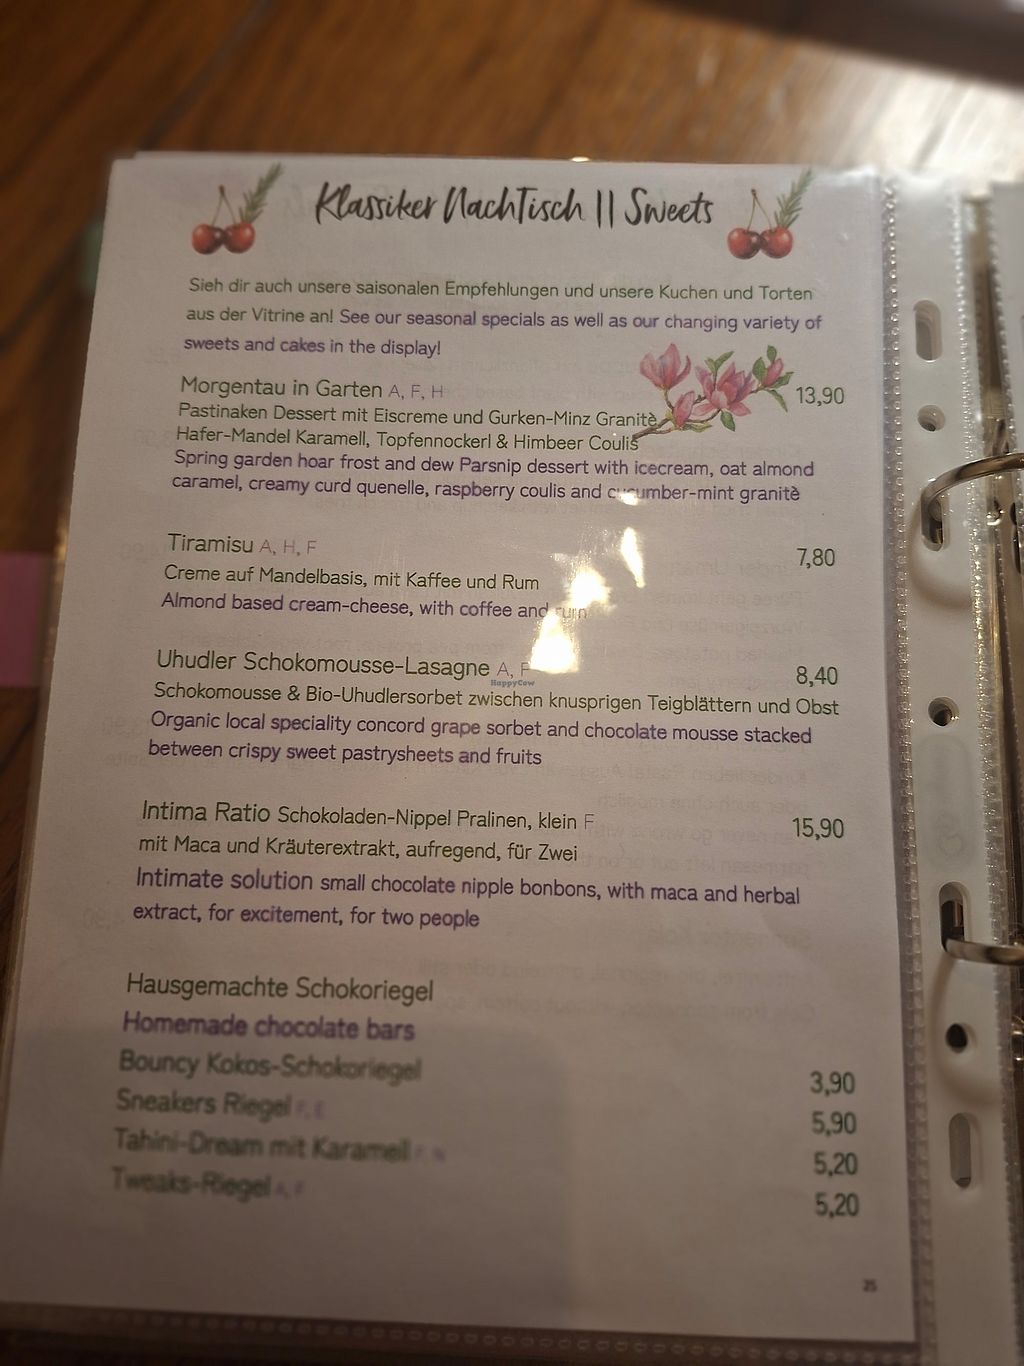 Klassiker NachTisch || Sweets
Sieh dir auch unsere saisonalen Empfehlungen und unsere Kuchen und Torten
aus der Vitrine an! See our seasonal specials as well as our changing variety of
sweets and cakes in the display!
Morgentau in Garten A, F, H 13,90
Pastinaken Dessert mit Eiscreme und Gurken-Minz Granitè,
Hafer-Mandel Karamell, Topfennockerl & Himbeer Coulis
Spring garden hoar frost and dew Parsnip dessert with icecream, oat almond
caramel, creamy curd quenelle, raspberry coulis and cucumber-mint granitè
Tiramisu A, H, F 7,80
Creme auf Mandelbasis, mit Kaffee und Rum
Almond based cream-cheese, with coffee and rum
Uhudler Schokomousse-Lasagne A, F 8,40
HappyCow
Schokomousse & Bio-Uhudlersorbet zwischen knusprigen Teigblättern und Obst
Organic local speciality concord grape sorbet and chocolate mousse stacked
between crispy sweet pastrysheets and fruits
Intima Ratio Schokoladen-Nippel Pralinen, klein F 15,90
mit Maca und Kräuterextrakt, aufregend, für Zwei
Intimate solution small chocolate nipple bonbons, with maca and herbal
extract, for excitement, for two people
Hausgemachte Schokoriegel
Homemade chocolate bars
Bouncy Kokos-Schokoriegel 3,90
Sneakers Riegel F, E 5,90
Tahini-Dream mit Karamell F, N 5,20
Tweaks-Riegel A, F 5,20
25